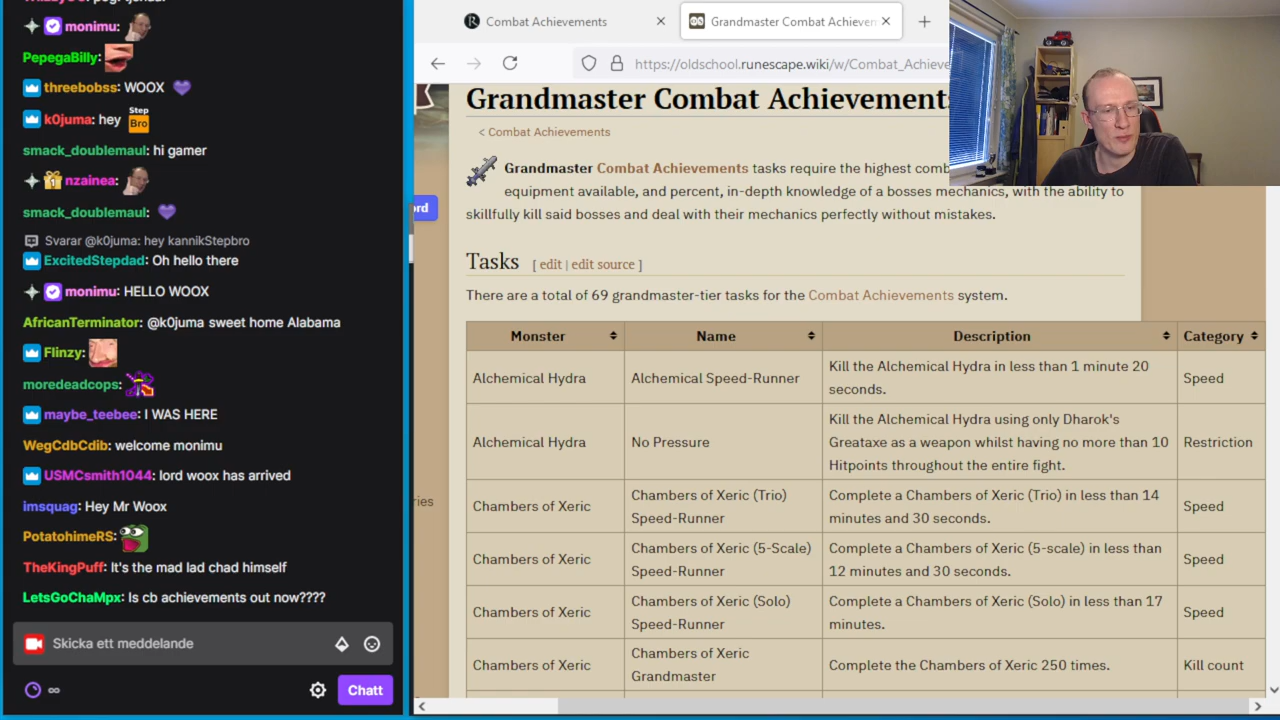 monimu:
PepegaBilly:
threebobss: WOOX
k0juma: hey Step Bro
smack_doublemaul: hi gamer
nzainea:
smack_doublemaul:
Svarar @k0juma: hey kannikStepbro
ExcitedStepdad: Oh hello there
monimu: HELLO WOOX
AfricanTerminator: @k0juma sweet home Alabama
Flinzy:
moredeadcops:
maybe_teebee: I WAS HERE
WegCdbCdib: welcome monimu
USMCsmith1044: lord woox has arrived
imsquag: Hey Mr Woox
PotatohimeRS:
TheKingPuff: It's the mad lad chad himself
LetsGoChaMpx: Is cb achievements out now????
Skicka ett meddelande
∞
Chatt
Combat Achievements
Grandmaster Combat Achievem
https://oldschool.runescape.wiki/w/Combat_Achieve
Grandmaster Combat Achievement
< Combat Achievements
Grandmaster Combat Achievements tasks require the highest comb
equipment available, and percent, in-depth knowledge of a bosses mechanics, with the ability to
skillfully kill said bosses and deal with their mechanics perfectly without mistakes.
ord
Tasks [ edit | edit source ]
There are a total of 69 grandmaster-tier tasks for the Combat Achievements system.
Monster Name Description Category
Alchemical Hydra Alchemical Speed-Runner Kill the Alchemical Hydra in less than 1 minute 20
seconds. Speed
Alchemical Hydra No Pressure Kill the Alchemical Hydra using only Dharok's
Greataxe as a weapon whilst having no more than 10
Hitpoints throughout the entire fight. Restriction
ries
Chambers of Xeric Chambers of Xeric (Trio)
Speed-Runner Complete a Chambers of Xeric (Trio) in less than 14
minutes and 30 seconds. Speed
Chambers of Xeric Chambers of Xeric (5-Scale)
Speed-Runner Complete a Chambers of Xeric (5-scale) in less than
12 minutes and 30 seconds. Speed
Chambers of Xeric Chambers of Xeric (Solo)
Speed-Runner Complete a Chambers of Xeric (Solo) in less than 17
minutes. Speed
Chambers of Xeric Chambers of Xeric
Grandmaster Complete the Chambers of Xeric 250 times. Kill count